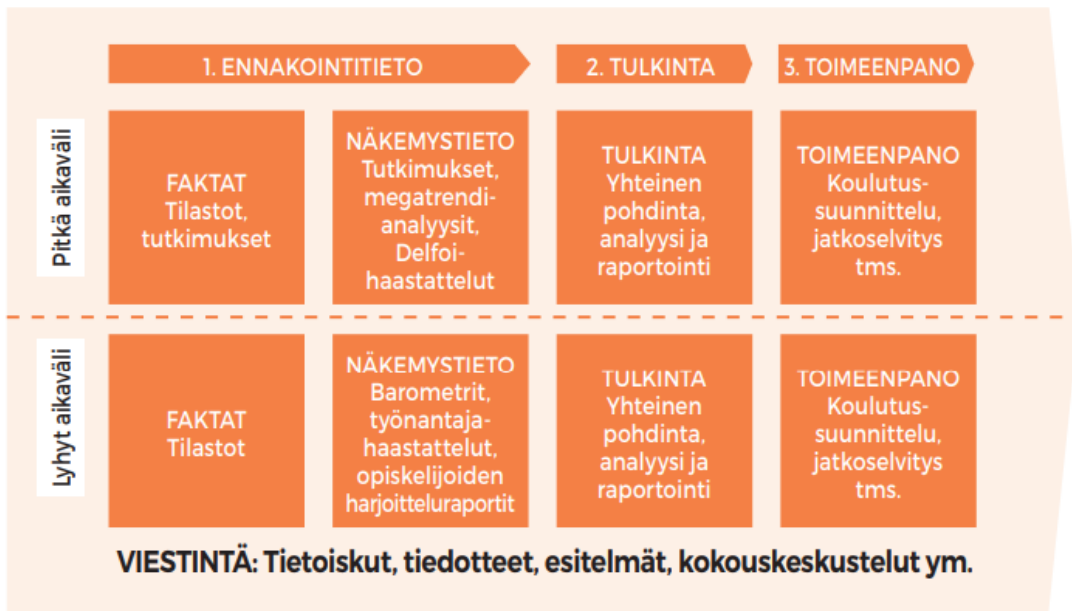 1. ENNAKOINTITIETO
2. TULKINTA
3. TOIMEENPANO
Pitkä aikaväli
FAKTAT
Tilastot,
tutkimukset
NÄKEMYSTIETO
Tutkimukset,
megatrendi-
analyysit,
Delfoi-
haastattelut
TULKINTA
Yhteinen
pohdinta,
analyysi ja
raportointi
TOIMEENPANO
Koulutus-
suunnittelu,
jatkoselvitys
tms.
Lyhyt aikaväli
FAKTAT
Tilastot
NÄKEMYSTIETO
Barometrit,
työnantaja-
haastattelut,
opiskelijoiden
harjoitteluraportit
TULKINTA
Yhteinen
pohdinta,
analyysi ja
raportointi
TOIMEENPANO
Koulutus-
suunnittelu,
jatkoselvitys
tms.
VIESTINTÄ: Tietoiskut, tiedotteet, esitelmät, kokouskeskustelut ym.